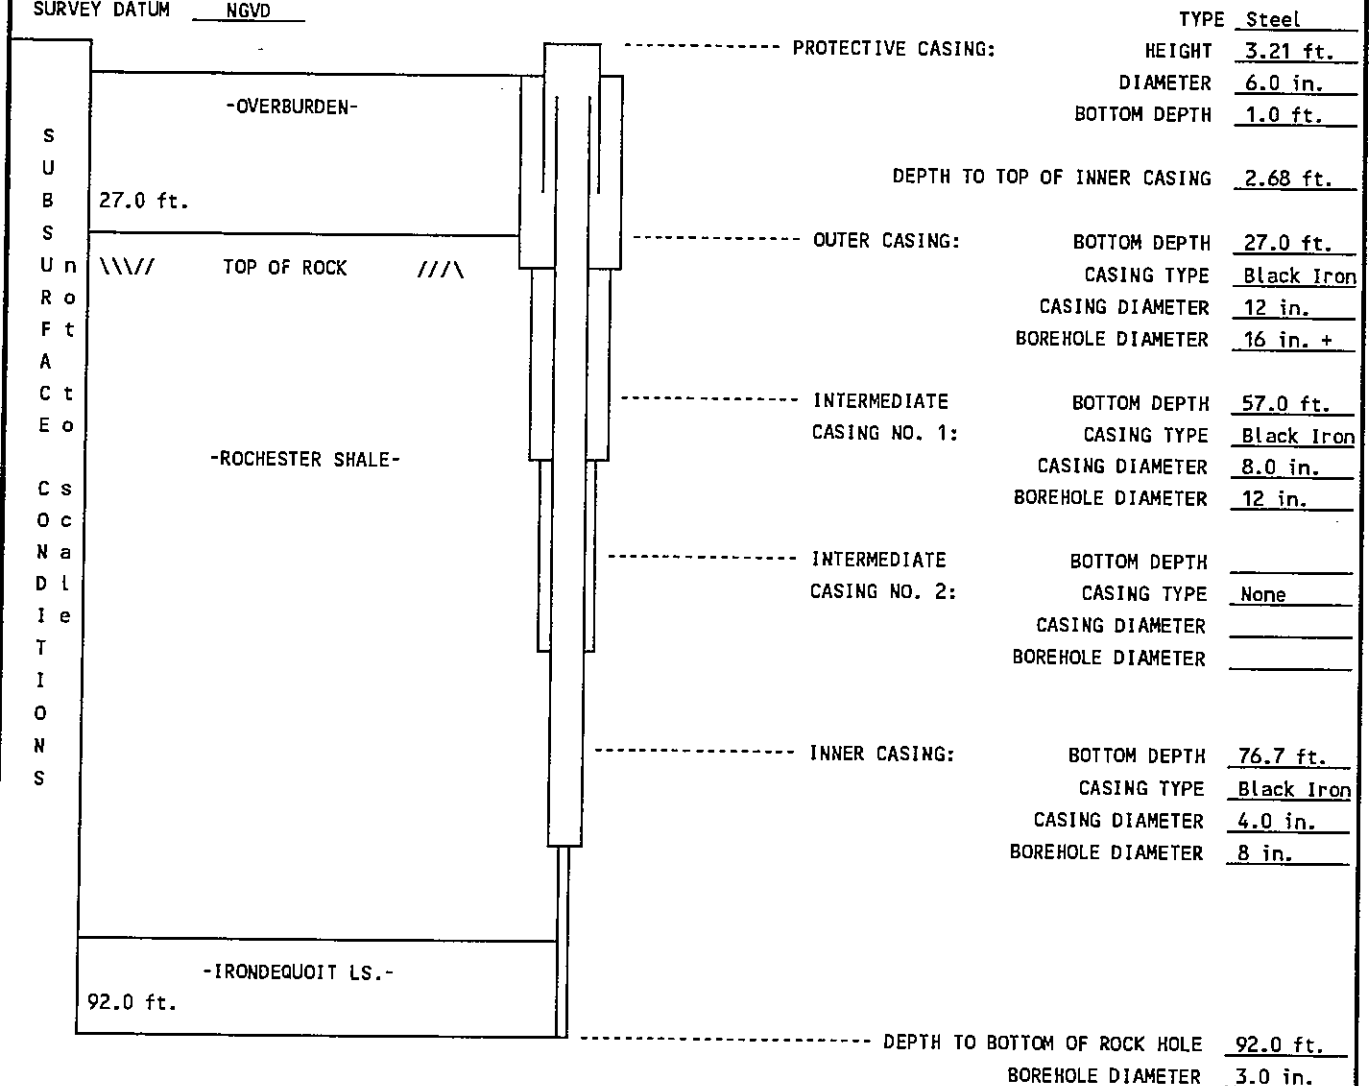 SURVEY DATUM NGVD
TYPE Steel
PROTECTIVE CASING: HEIGHT 3.21 ft.
DIAMETER 6.0 in.
-OVERBURDEN-
BOTTOM DEPTH 1.0 ft.
DEPTH TO TOP OF INNER CASING 2.68 ft.
27.0 ft.
OUTER CASING: BOTTOM DEPTH 27.0 ft.
\\\// TOP OF ROCK ///\
CASING TYPE Black Iron
CASING DIAMETER 12 in.
BOREHOLE DIAMETER 16 in. +
INTERMEDIATE BOTTOM DEPTH 57.0 ft.
CASING NO. 1: CASING TYPE Black Iron
-ROCHESTER SHALE-
CASING DIAMETER 8.0 in.
BOREHOLE DIAMETER 12 in.
INTERMEDIATE BOTTOM DEPTH
CASING NO. 2: CASING TYPE None
CASING DIAMETER
BOREHOLE DIAMETER
INNER CASING: BOTTOM DEPTH 76.7 ft.
CASING TYPE Black Iron
CASING DIAMETER 4.0 in.
BOREHOLE DIAMETER 8 in.
-IRONDEQUOIT LS.-
92.0 ft.
DEPTH TO BOTTOM OF ROCK HOLE 92.0 ft.
BOREHOLE DIAMETER 3.0 in.
SUBSURFACE CONDITIONS
not to scale